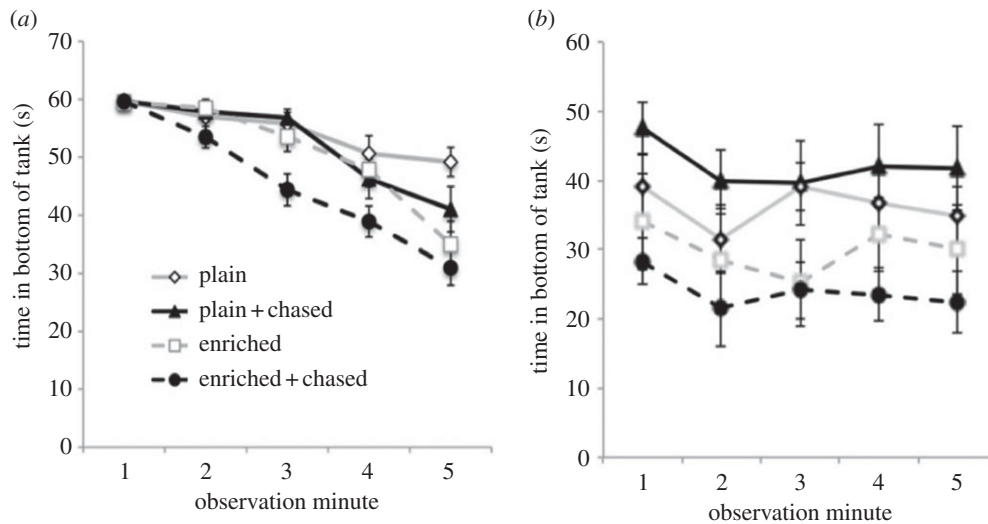 (a)
70
60
50
40
30
20
10
0
time in bottom of tank (s)
plain
plain + chased
enriched
enriched + chased
1 2 3 4 5
observation minute
(b)
60
50
40
30
20
10
0
time in bottom of tank (s)
1 2 3 4 5
observation minute